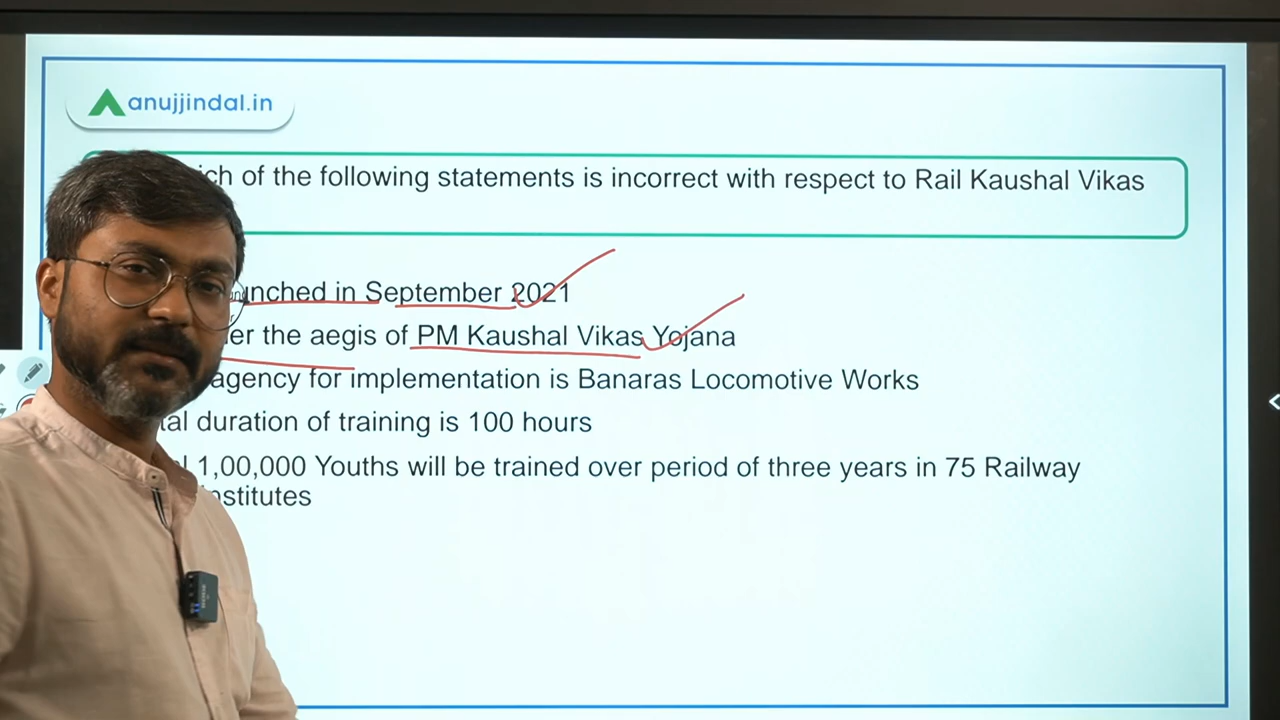 anujjindal.in
ich of the following statements is incorrect with respect to Rail Kaushal Vikas
unched in September 2021
er the aegis of PM Kaushal Vikas Yojana
agency for implementation is Banaras Locomotive Works
tal duration of training is 100 hours
1,00,000 Youths will be trained over period of three years in 75 Railway
nstitutes